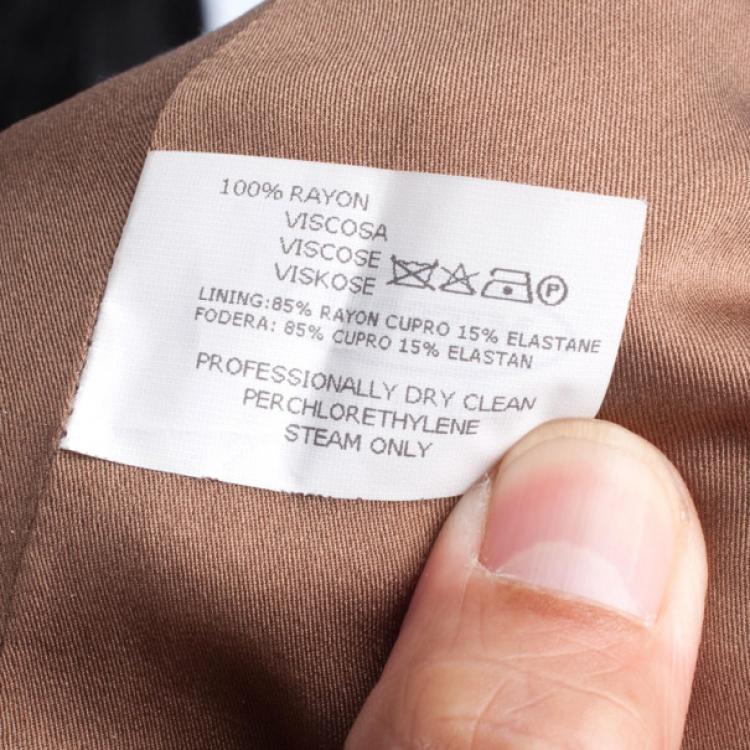 100% RAYON
VISCOSA
VISCOSE
VISKOSE
P
LINING:85% RAYON CUPRO 15% ELASTANE
FODERA: 85% CUPRO 15% ELASTAN
PROFESSIONALLY DRY CLEAN
PERCHLORETHYLENE
STEAM ONLY